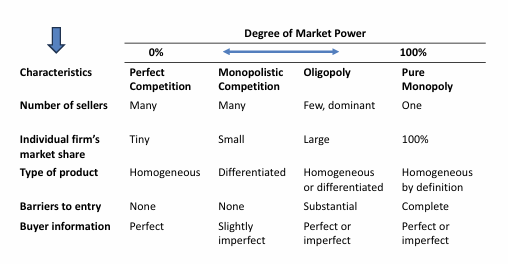 Degree of Market Power
0% 100%
Characteristics Perfect Monopolistic Oligopoly Pure
Competition Competition Monopoly
Number of sellers Many Many Few, dominant One
Individual firm's Tiny Small Large 100%
market share
Type of product Homogeneous Differentiated Homogeneous Homogeneous
or differentiated by definition
Barriers to entry None None Substantial Complete
Buyer information Perfect Slightly Perfect or Perfect or
imperfect imperfect imperfect